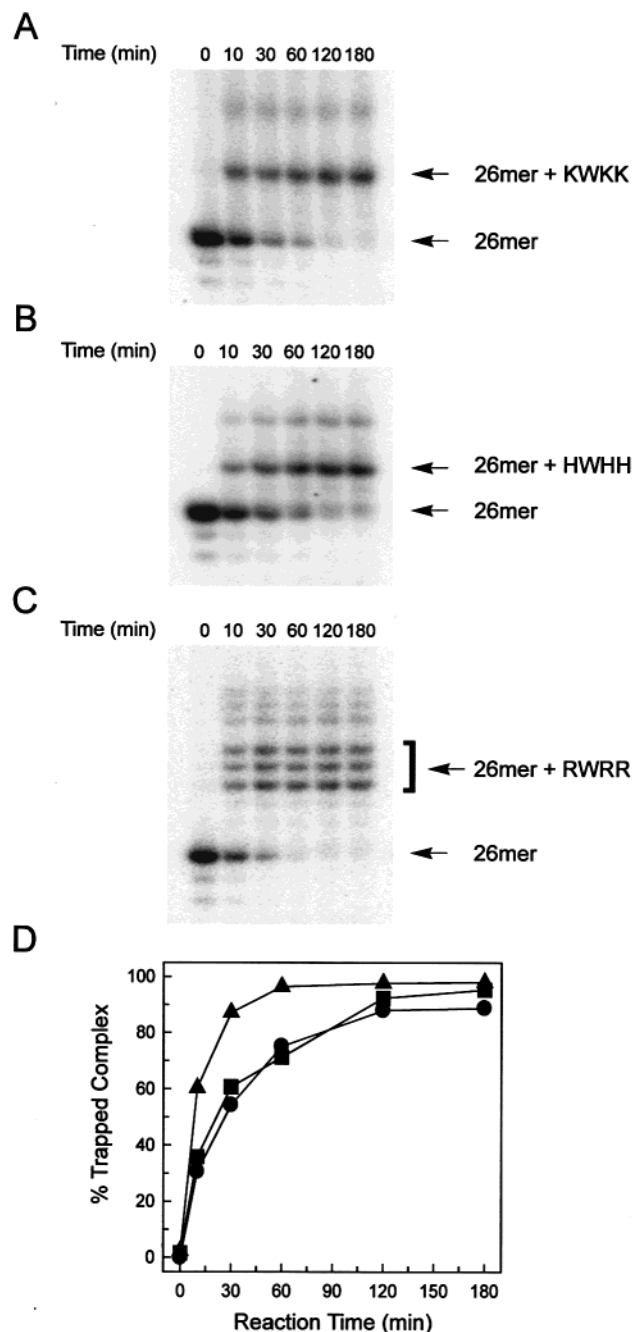 A
Time (min) 0 10 30 60 120 180
26mer + KWKK
26mer
B
Time (min) 0 10 30 60 120 180
26mer + HWHH
26mer
C
Time (min) 0 10 30 60 120 180
26mer + RWRR
26mer
D
100
80
60
40
20
0
% Trapped Complex
0 30 60 90 120 150 180
Reaction Time (min)